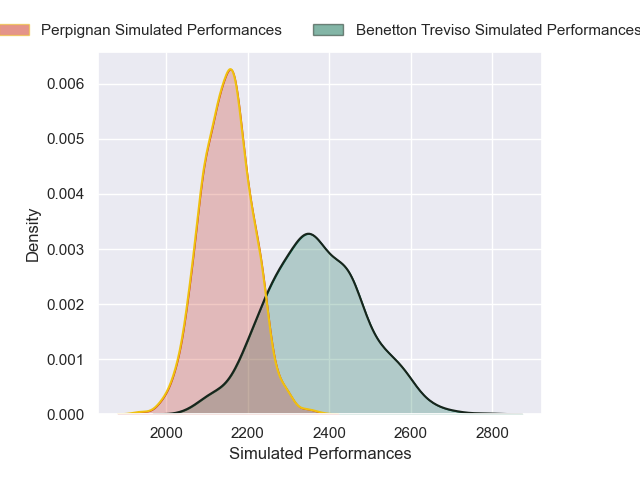 Perpignan Simulated Performances Benetton Treviso Simulated Performances
0.006
0.005
0.004
0.003
0.002
0.001
0.000
Density
2000 2200 2400 2600 2800
Simulated Performances